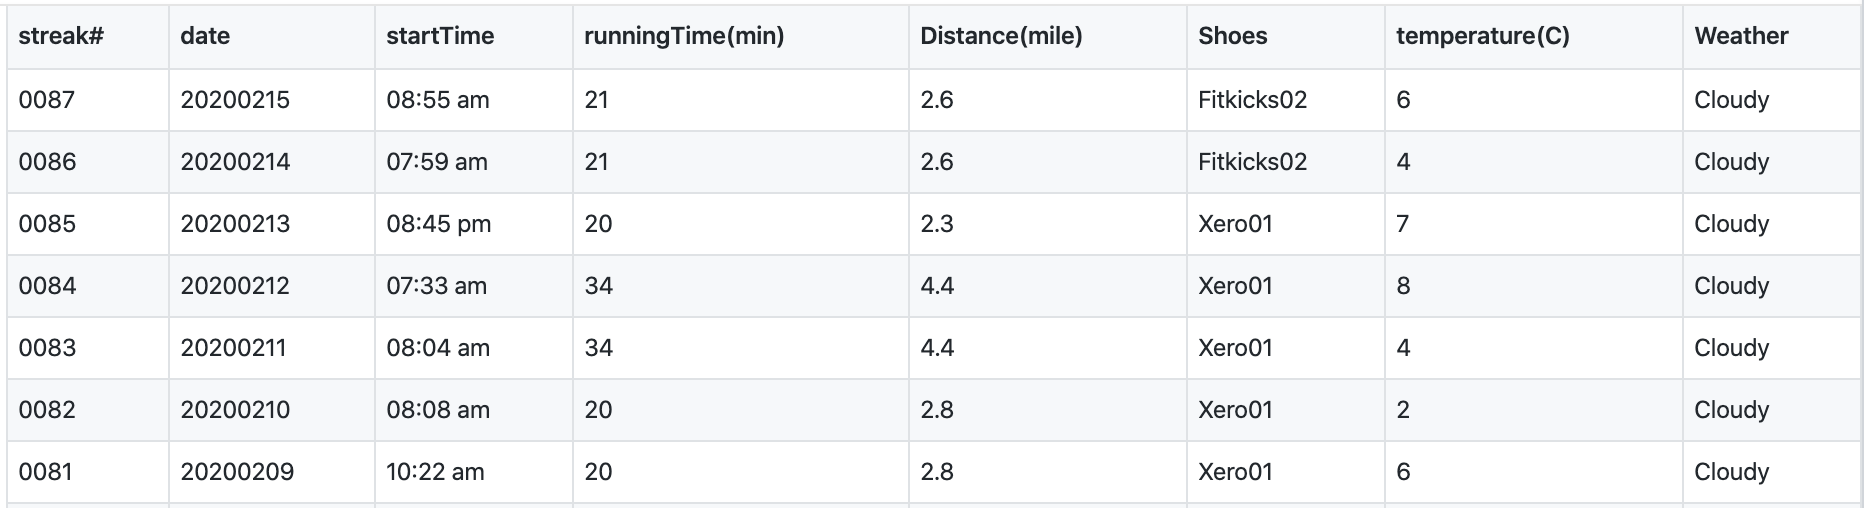 streak# date startTime runningTime(min) Distance(mile) Shoes temperature(C) Weather
0087 20200215 08:55 am 21 2.6 Fitkicks02 6 Cloudy
0086 20200214 07:59 am 21 2.6 Fitkicks02 4 Cloudy
0085 20200213 08:45 pm 20 2.3 Xero01 7 Cloudy
0084 20200212 07:33 am 34 4.4 Xero01 8 Cloudy
0083 20200211 08:04 am 34 4.4 Xero01 4 Cloudy
0082 20200210 08:08 am 20 2.8 Xero01 2 Cloudy
0081 20200209 10:22 am 20 2.8 Xero01 6 Cloudy